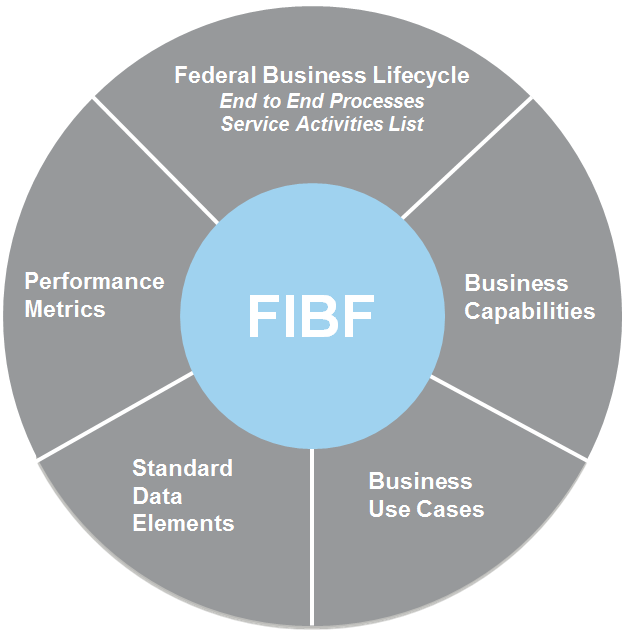 Federal Business Lifecycle
End to End Processes
Service Activities List
Performance
Metrics
FIBF
Business
Capabilities
Standard
Data
Elements
Business
Use Cases